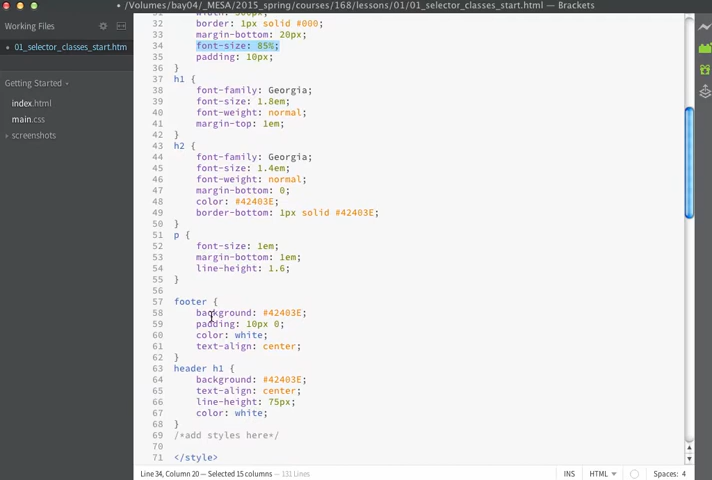 • /Volumes/bay04/_MESA/2015_spring/courses/168/lessons/01/01_selector_classes_start.html — Brackets
Working Files
• 01_selector_classes_start.htm
Getting Started ▾
index.html
main.css
▸ screenshots
32 border: 1px solid #000;
33 margin-bottom: 20px;
34 font-size: 85%;
35 padding: 10px;
36 }
37 h1 {
38 font-family: Georgia;
39 font-size: 1.8em;
40 font-weight: normal;
41 margin-top: 1em;
42 }
43 h2 {
44 font-family: Georgia;
45 font-size: 1.4em;
46 font-weight: normal;
47 margin-bottom: 0;
48 color: #42403E;
49 border-bottom: 1px solid #42403E;
50 }
51 p {
52 font-size: 1em;
53 margin-bottom: 1em;
54 line-height: 1.6;
55 }
56
57 footer {
58 background: #42403E;
59 padding: 10px 0;
60 color: white;
61 text-align: center;
62 }
63 header h1 {
64 background: #42403E;
65 text-align: center;
66 line-height: 75px;
67 color: white;
68 }
69 /*add styles here*/
70
71 </style>
Line 34, Column 20 — Selected 15 columns — 131 Lines INS HTML ▾ Spaces: 4